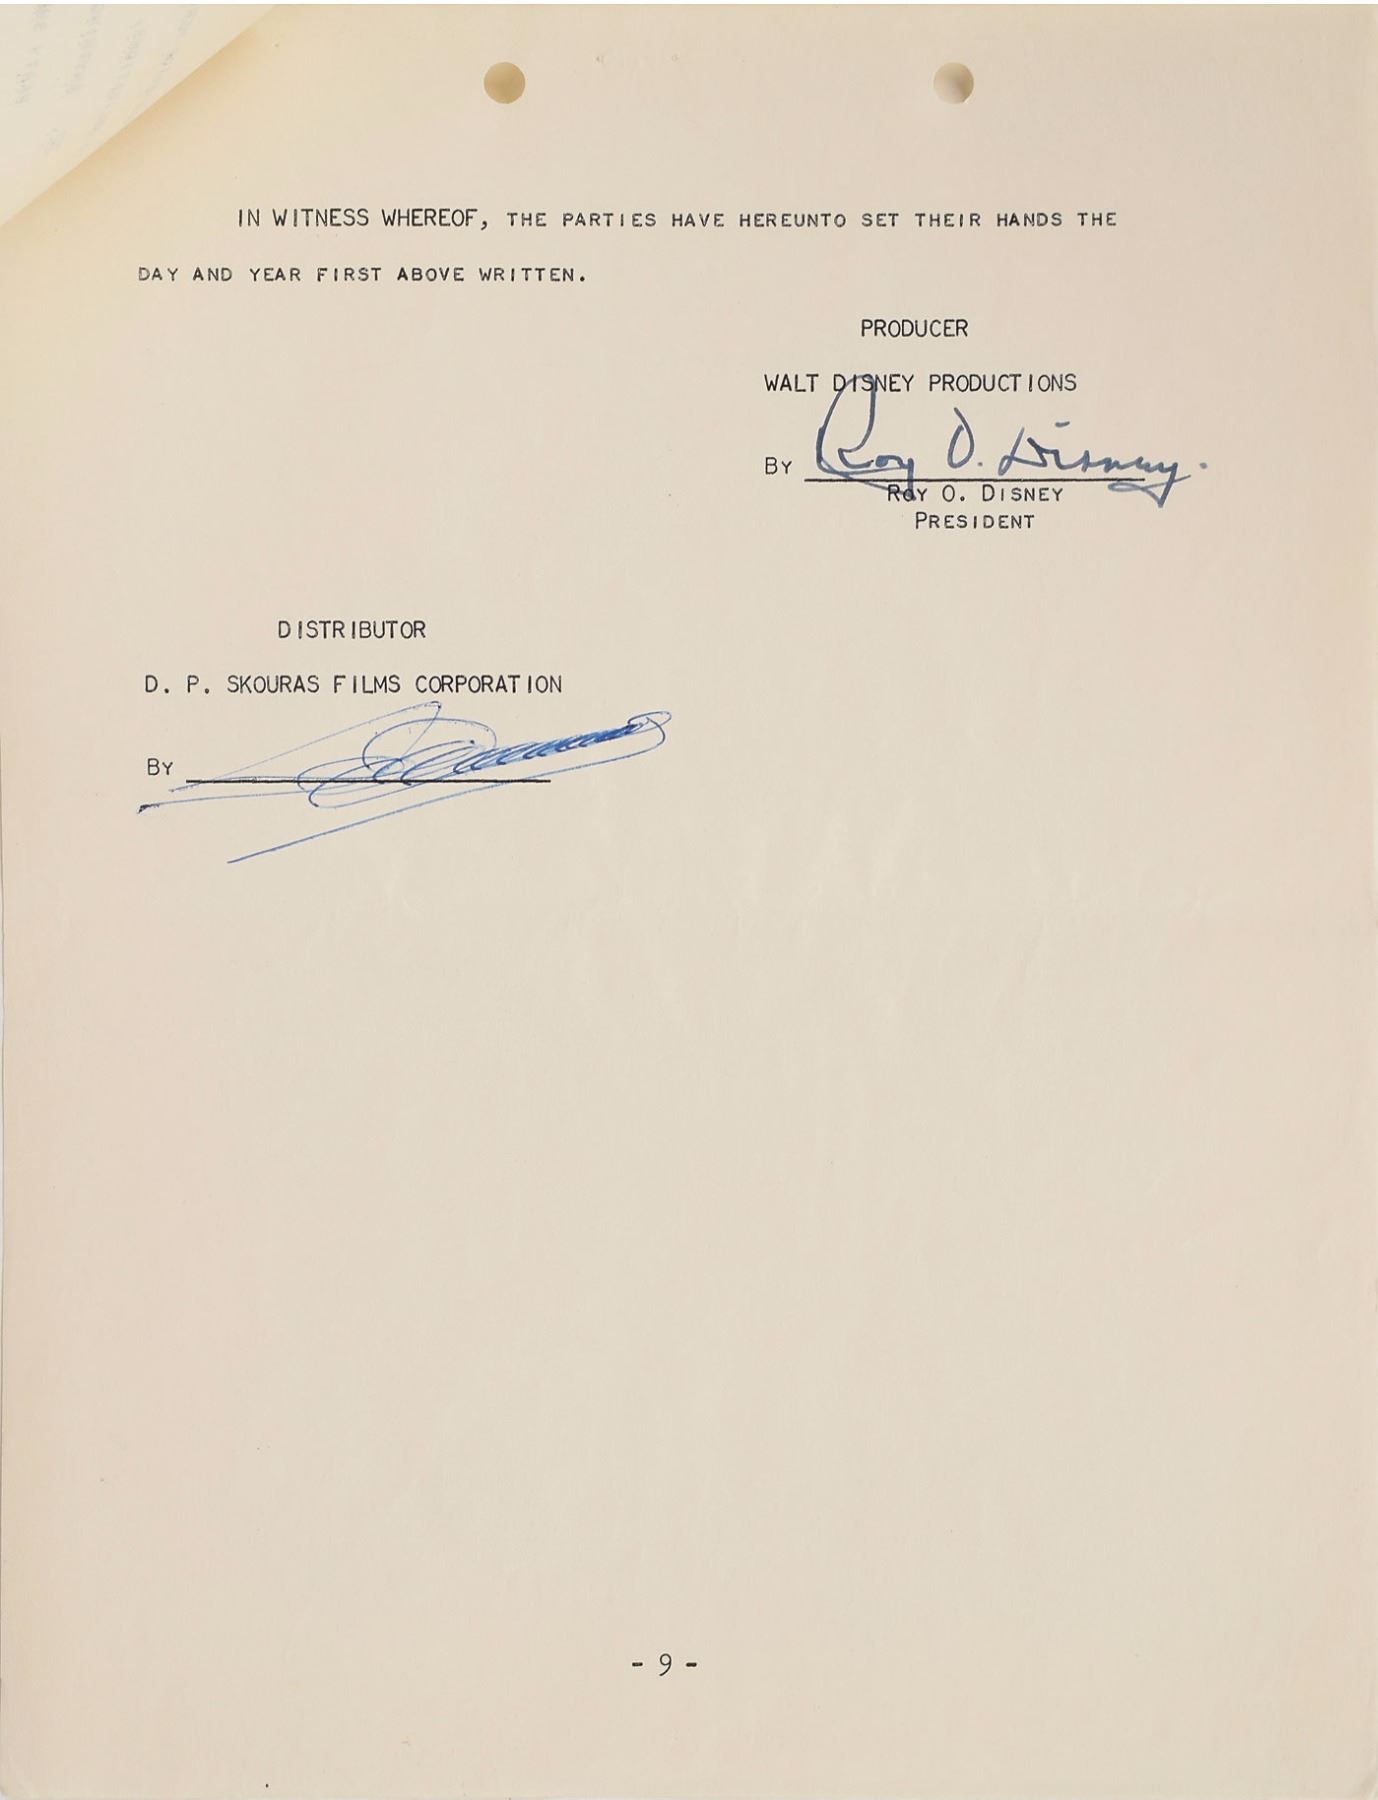 IN WITNESS WHEREOF, THE PARTIES HAVE HEREUNTO SET THEIR HANDS THE
DAY AND YEAR FIRST ABOVE WRITTEN.
PRODUCER
WALT DISNEY PRODUCTIONS
BY Roy O. Disney.
ROY O. DISNEY
PRESIDENT
DISTRIBUTOR
D. P. SKOURAS FILMS CORPORATION
BY
- 9 -